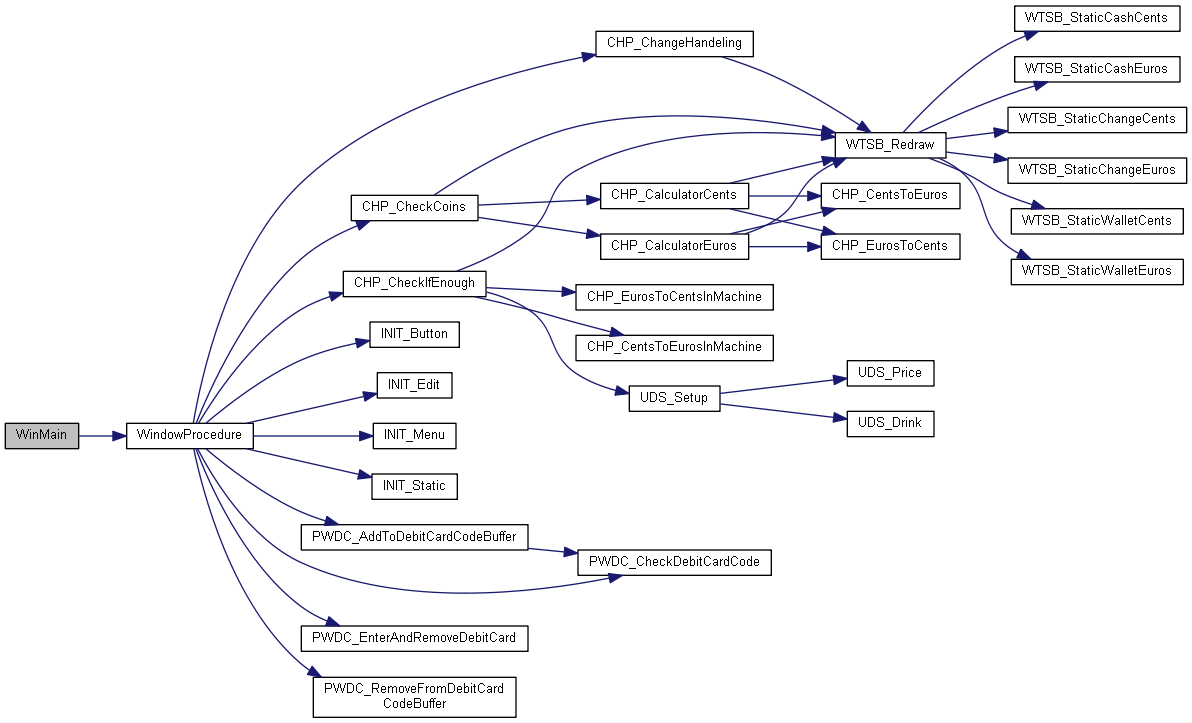 WinMain
WindowProcedure
CHP_ChangeHandeling
CHP_CheckCoins
CHP_CheckIfEnough
INIT_Button
INIT_Edit
INIT_Menu
INIT_Static
PWDC_AddToDebitCardCodeBuffer
PWDC_CheckDebitCardCode
PWDC_EnterAndRemoveDebitCard
PWDC_RemoveFromDebitCard
CodeBuffer
CHP_CalculatorCents
CHP_CalculatorEuros
CHP_EurosToCentsInMachine
CHP_CentsToEurosInMachine
UDS_Setup
WTSB_Redraw
CHP_CentsToEuros
CHP_EurosToCents
UDS_Price
UDS_Drink
WTSB_StaticCashCents
WTSB_StaticCashEuros
WTSB_StaticChangeCents
WTSB_StaticChangeEuros
WTSB_StaticWalletCents
WTSB_StaticWalletEuros